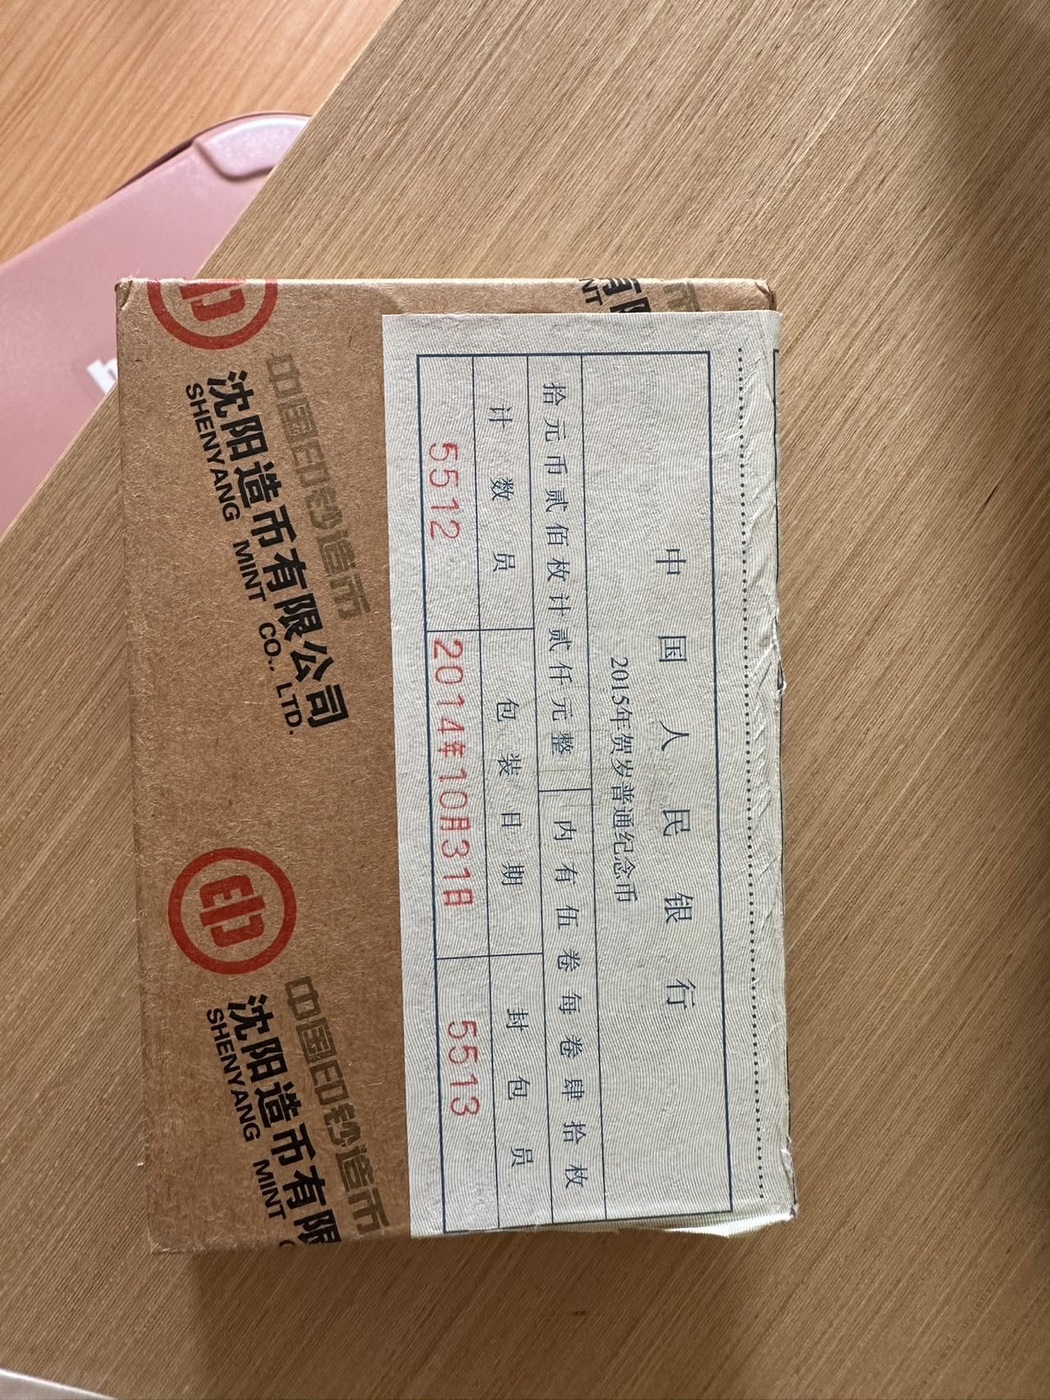 中国人民银行
2015年贺岁普通纪念币
拾元币贰佰枚计贰仟元整 内有伍卷每卷肆拾枚
计数员 包装日期 封包员
5512 2014年10月31日 5513
中国印钞造币
沈阳造币有限公司
SHENYANG MINT CO., LTD.
中国印钞造币
沈阳造币有限
SHENYANG MINT